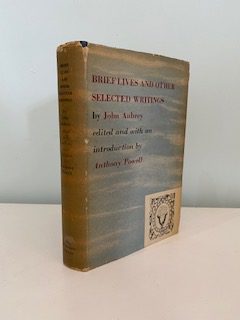 BRIEF LIVES AND OTHER
SELECTED WRITINGS
by John Aubrey
edited and with an
introduction by
Anthony Powell